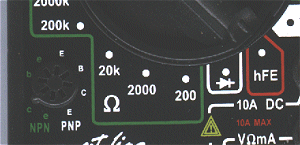 2000k
200k
20k
2000
200
Ω
hFE
E
B
C
E
e
b
c
e
NPN PNP
10A DC
10A MAX
VΩmA